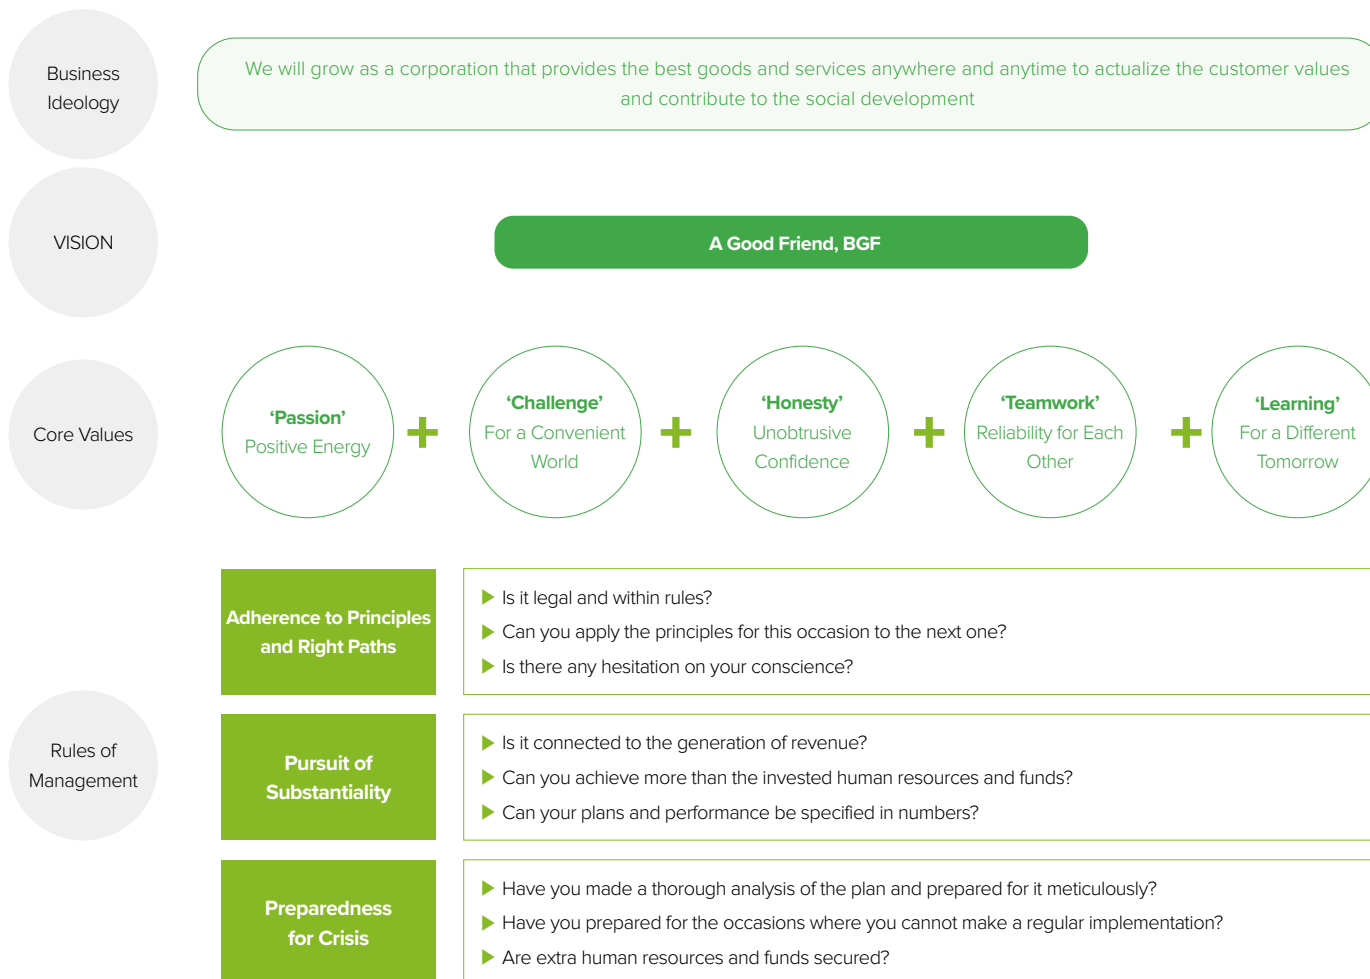 Business
Ideology
We will grow as a corporation that provides the best goods and services anywhere and anytime to actualize the customer values
and contribute to the social development
VISION
A Good Friend, BGF
Core Values
‘Passion’
Positive Energy
‘Challenge’
For a Convenient
World
‘Honesty’
Unobtrusive
Confidence
‘Teamwork’
Reliability for Each
Other
‘Learning’
For a Different
Tomorrow
Rules of
Management
Adherence to Principles
and Right Paths
Is it legal and within rules?
Can you apply the principles for this occasion to the next one?
Is there any hesitation on your conscience?
Pursuit of
Substantiality
Is it connected to the generation of revenue?
Can you achieve more than the invested human resources and funds?
Can your plans and performance be specified in numbers?
Preparedness
for Crisis
Have you made a thorough analysis of the plan and prepared for it meticulously?
Have you prepared for the occasions where you cannot make a regular implementation?
Are extra human resources and funds secured?